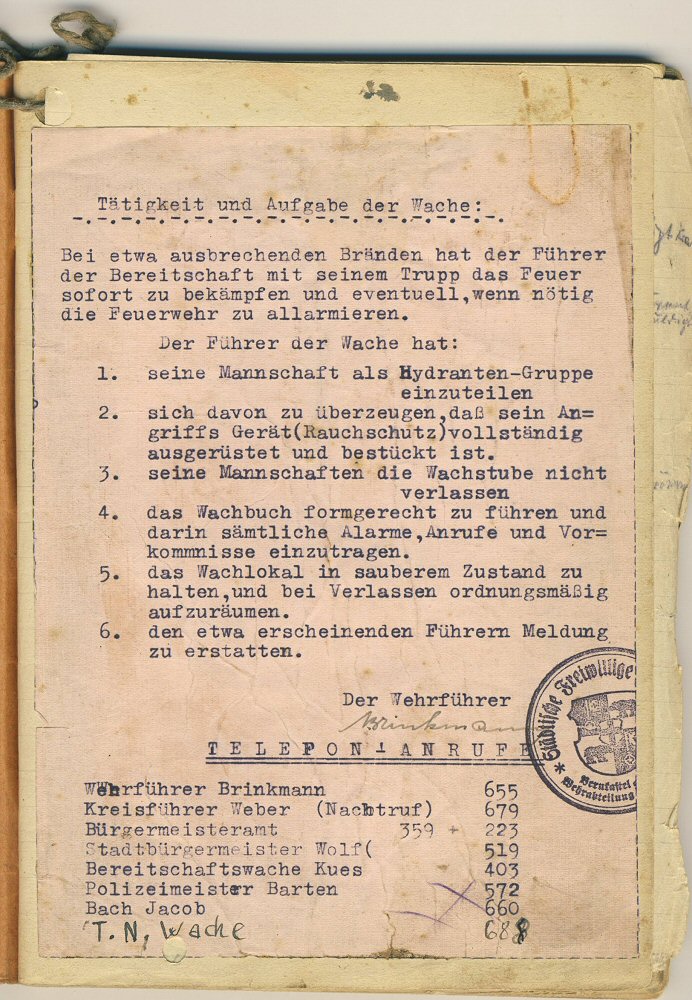 Tätigkeit und Aufgabe der Wache:
Bei etwa ausbrechenden Bränden hat der Führer
der Bereitschaft mit seinem Trupp das Feuer
sofort zu bekämpfen und eventuell,wenn nötig
die Feuerwehr zu allarmieren.
Der Führer der Wache hat:
1. seine Mannschaft als Hydranten-Gruppe
einzuteilen
2. sich davon zu überzeugen,daß sein An=
griffs Gerät(Rauchschutz)vollständig
ausgerüstet und bestückt ist.
3. seine Mannschaften die Wachstube nicht
verlassen
4. das Wachbuch formgerecht zu führen und
darin sämtliche Alarme,Anrufe und Vor=
kommnisse einzutragen.
5. das Wachlokal in sauberem Zustand zu
halten,und bei Verlassen ordnungsmäßig
aufzuräumen.
6. den etwa erscheinenden Führern Meldung
zu erstatten.
Der Wehrführer
Brinkmann
Städtische Freiwillige
Bernkastel
Wehrabteilung
TELEFON-ANRUFE
Wehrführer Brinkmann 655
Kreisführer Weber (Nachtruf) 679
Bürgermeisteramt 359 + 223
Stadtbürgermeister Wolf( 519
Bereitschaftswache Kues 403
Polizeimeister Barten 572
Bach Jacob 660
T.N. Wache 688